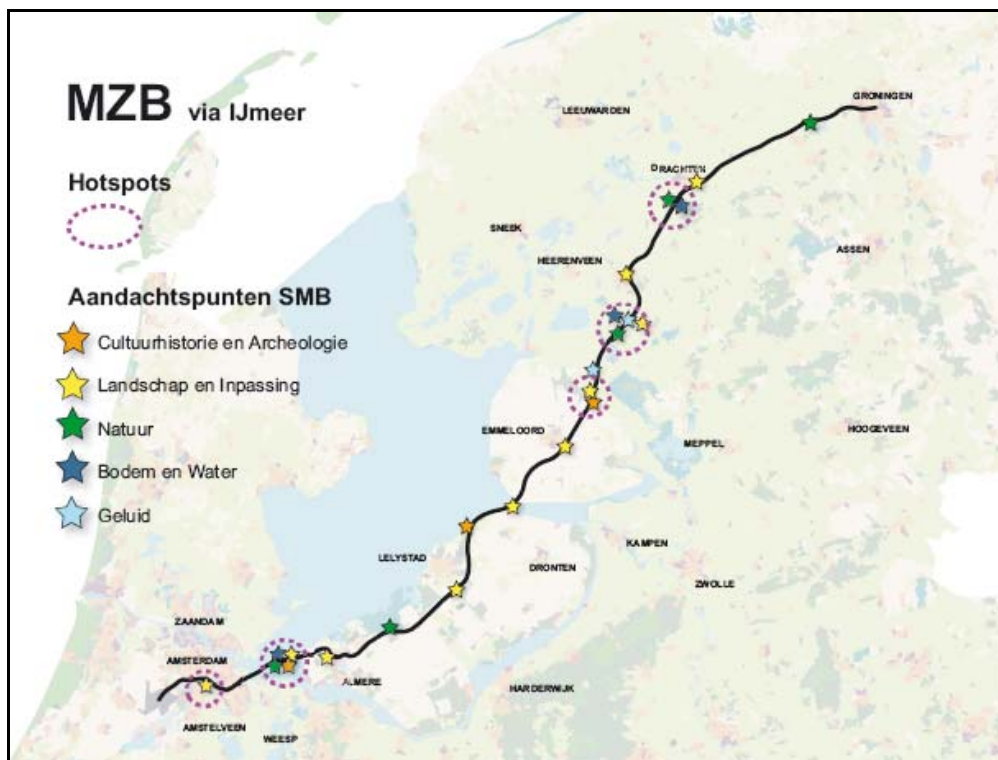 MZB via IJmeer
Hotspots
Aandachtspunten SMB
Cultuurhistorie en Archeologie
Landschap en Inpassing
Natuur
Bodem en Water
Geluid
GRONINGEN
LEEUWARDEN
DRACHTEN
SNEEK
ASSEN
HEERENVEEN
EMMELOORD
MEPPEL
HOOGEVEEN
KAMPEN
LELYSTAD
DRONTEN
ZWOLLE
ZAANDAM
AMSTERDAM
ALMERE
HARDERWIJK
AMSTELVEEN
WEESP